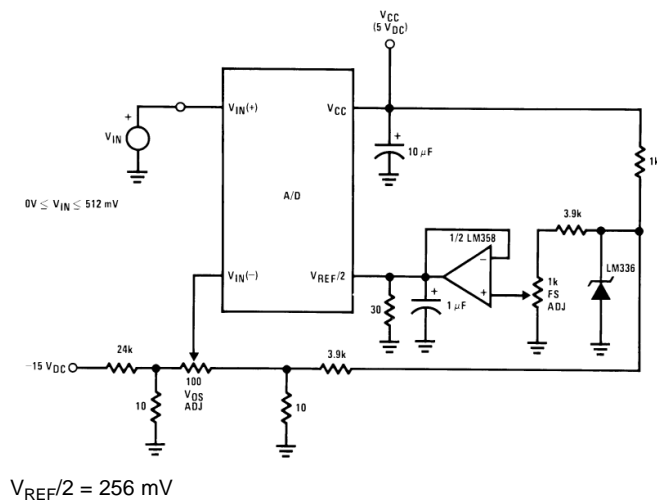 VCC
(5 VDC)
VIN(+)
VCC
+
VIN
+
10 μF
1k
0V ≤ VIN ≤ 512 mV
A/D
1/2 LM358
3.9k
LM336
VIN(−)
VREF/2
−
+
30
+
1 μF
1k
FS
ADJ
−15 VDC
24k
100
VOS
ADJ
3.9k
10
10
VREF/2 = 256 mV